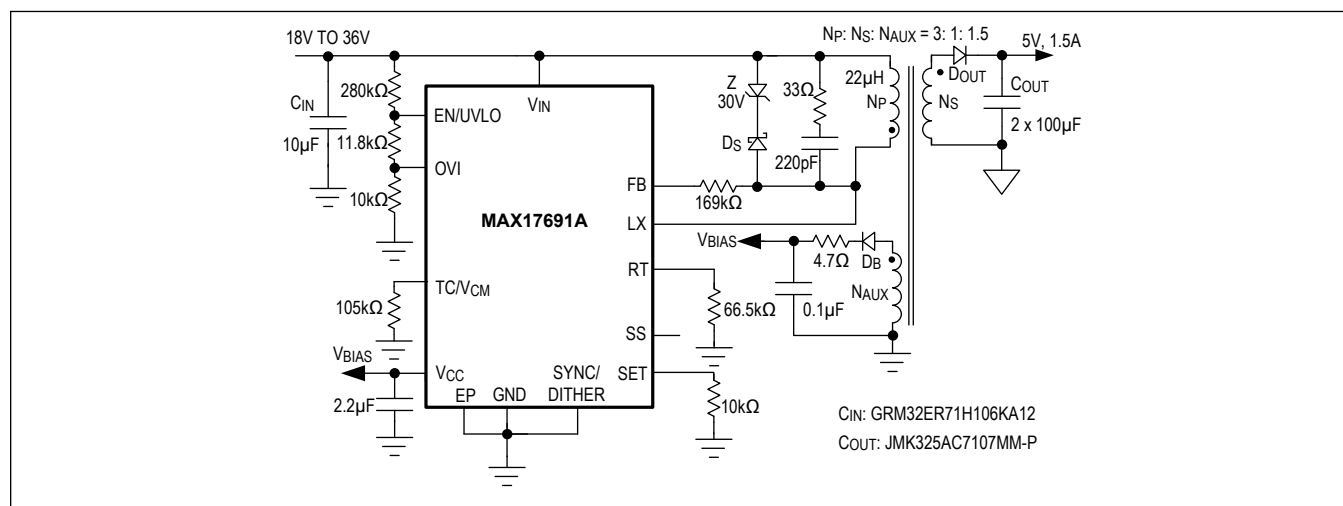 18V TO 36V
NP: NS: NAUX = 3: 1: 1.5
5V, 1.5A
CIN
10µF
280kΩ
11.8kΩ
10kΩ
EN/UVLO
OVI
VIN
MAX17691A
FB
LX
RT
SS
SET
TC/VCM
VCC
EP
GND
SYNC/
DITHER
Z
30V
DS
33Ω
220pF
22µH
NP
NS
DOUT
COUT
2 x 100µF
169kΩ
VBIAS
4.7Ω
DB
NAUX
0.1µF
66.5kΩ
10kΩ
105kΩ
VBIAS
2.2µF
CIN: GRM32ER71H106KA12
COUT: JMK325AC7107MM-P